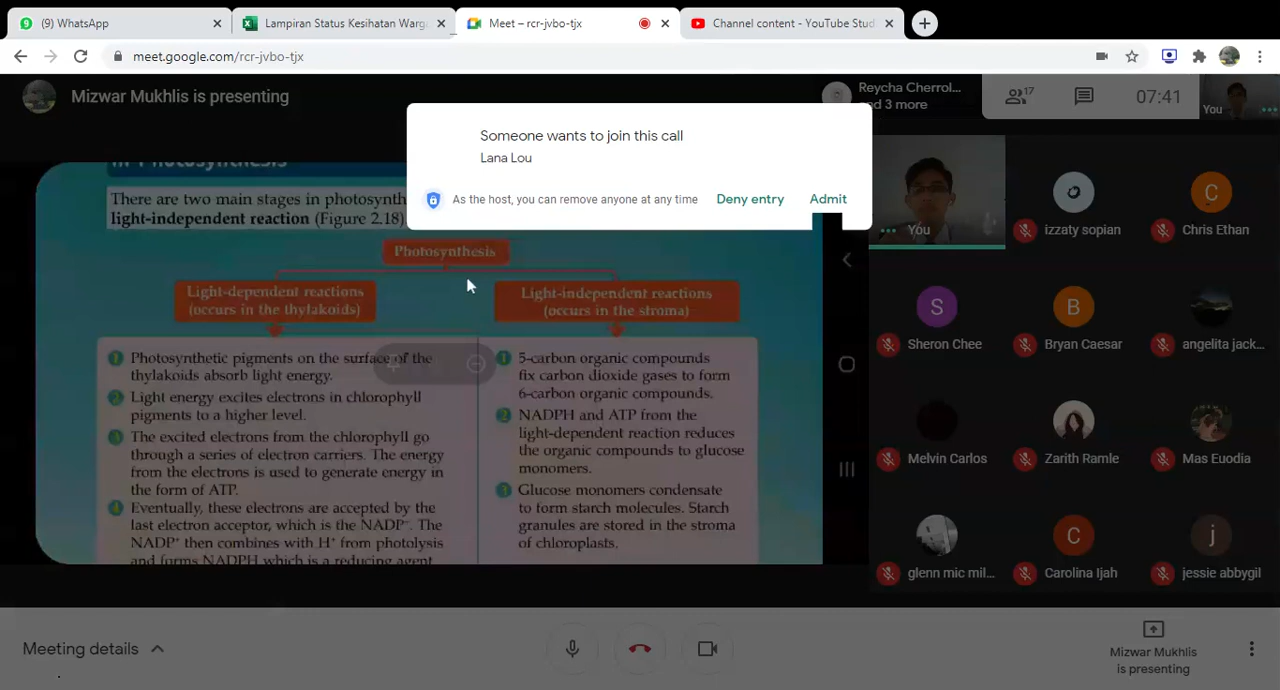 (9) WhatsApp
Lampiran Status Kesihatan Warga
Meet – rcr-jvbo-tjx
Channel content - YouTube Stud
meet.google.com/rcr-jvbo-tjx
Mizwar Mukhlis is presenting
Reycha Cherrol...
and 3 more
17
07:41
You
Someone wants to join this call
Lana Lou
As the host, you can remove anyone at any time
Deny entry
Admit
Photosynthesis
There are two main stages in photosynth
light-independent reaction (Figure 2.18).
Photosynthesis
Light-dependent reactions
(occurs in the thylakoids)
1 Photosynthetic pigments on the surface of the
thylakoids absorb light energy.
2 Light energy excites electrons in chlorophyll
pigments to a higher level.
3 The excited electrons from the chlorophyll go
through a series of electron carriers. The energy
from the electrons is used to generate energy in
the form of ATP.
4 Eventually, these electrons are accepted by the
last electron acceptor, which is the NADP⁺. The
NADP⁺ then combines with H⁺ from photolysis
and forms NADPH which is a reducing agent
Light-independent reactions
(occurs in the stroma)
1 5-carbon organic compounds
fix carbon dioxide gases to form
6-carbon organic compounds.
2 NADPH and ATP from the
light-dependent reaction reduces
the organic compounds to glucose
monomers.
3 Glucose monomers condensate
to form starch molecules. Starch
granules are stored in the stroma
of chloroplasts.
You
izzaty sopian
C
Chris Ethan
S
Sheron Chee
B
Bryan Caesar
angelita jack...
Melvin Carlos
Zarith Ramle
Mas Euodia
glenn mic mil...
C
Carolina Ijah
j
jessie abbygil
Meeting details
Mizwar Mukhlis
is presenting